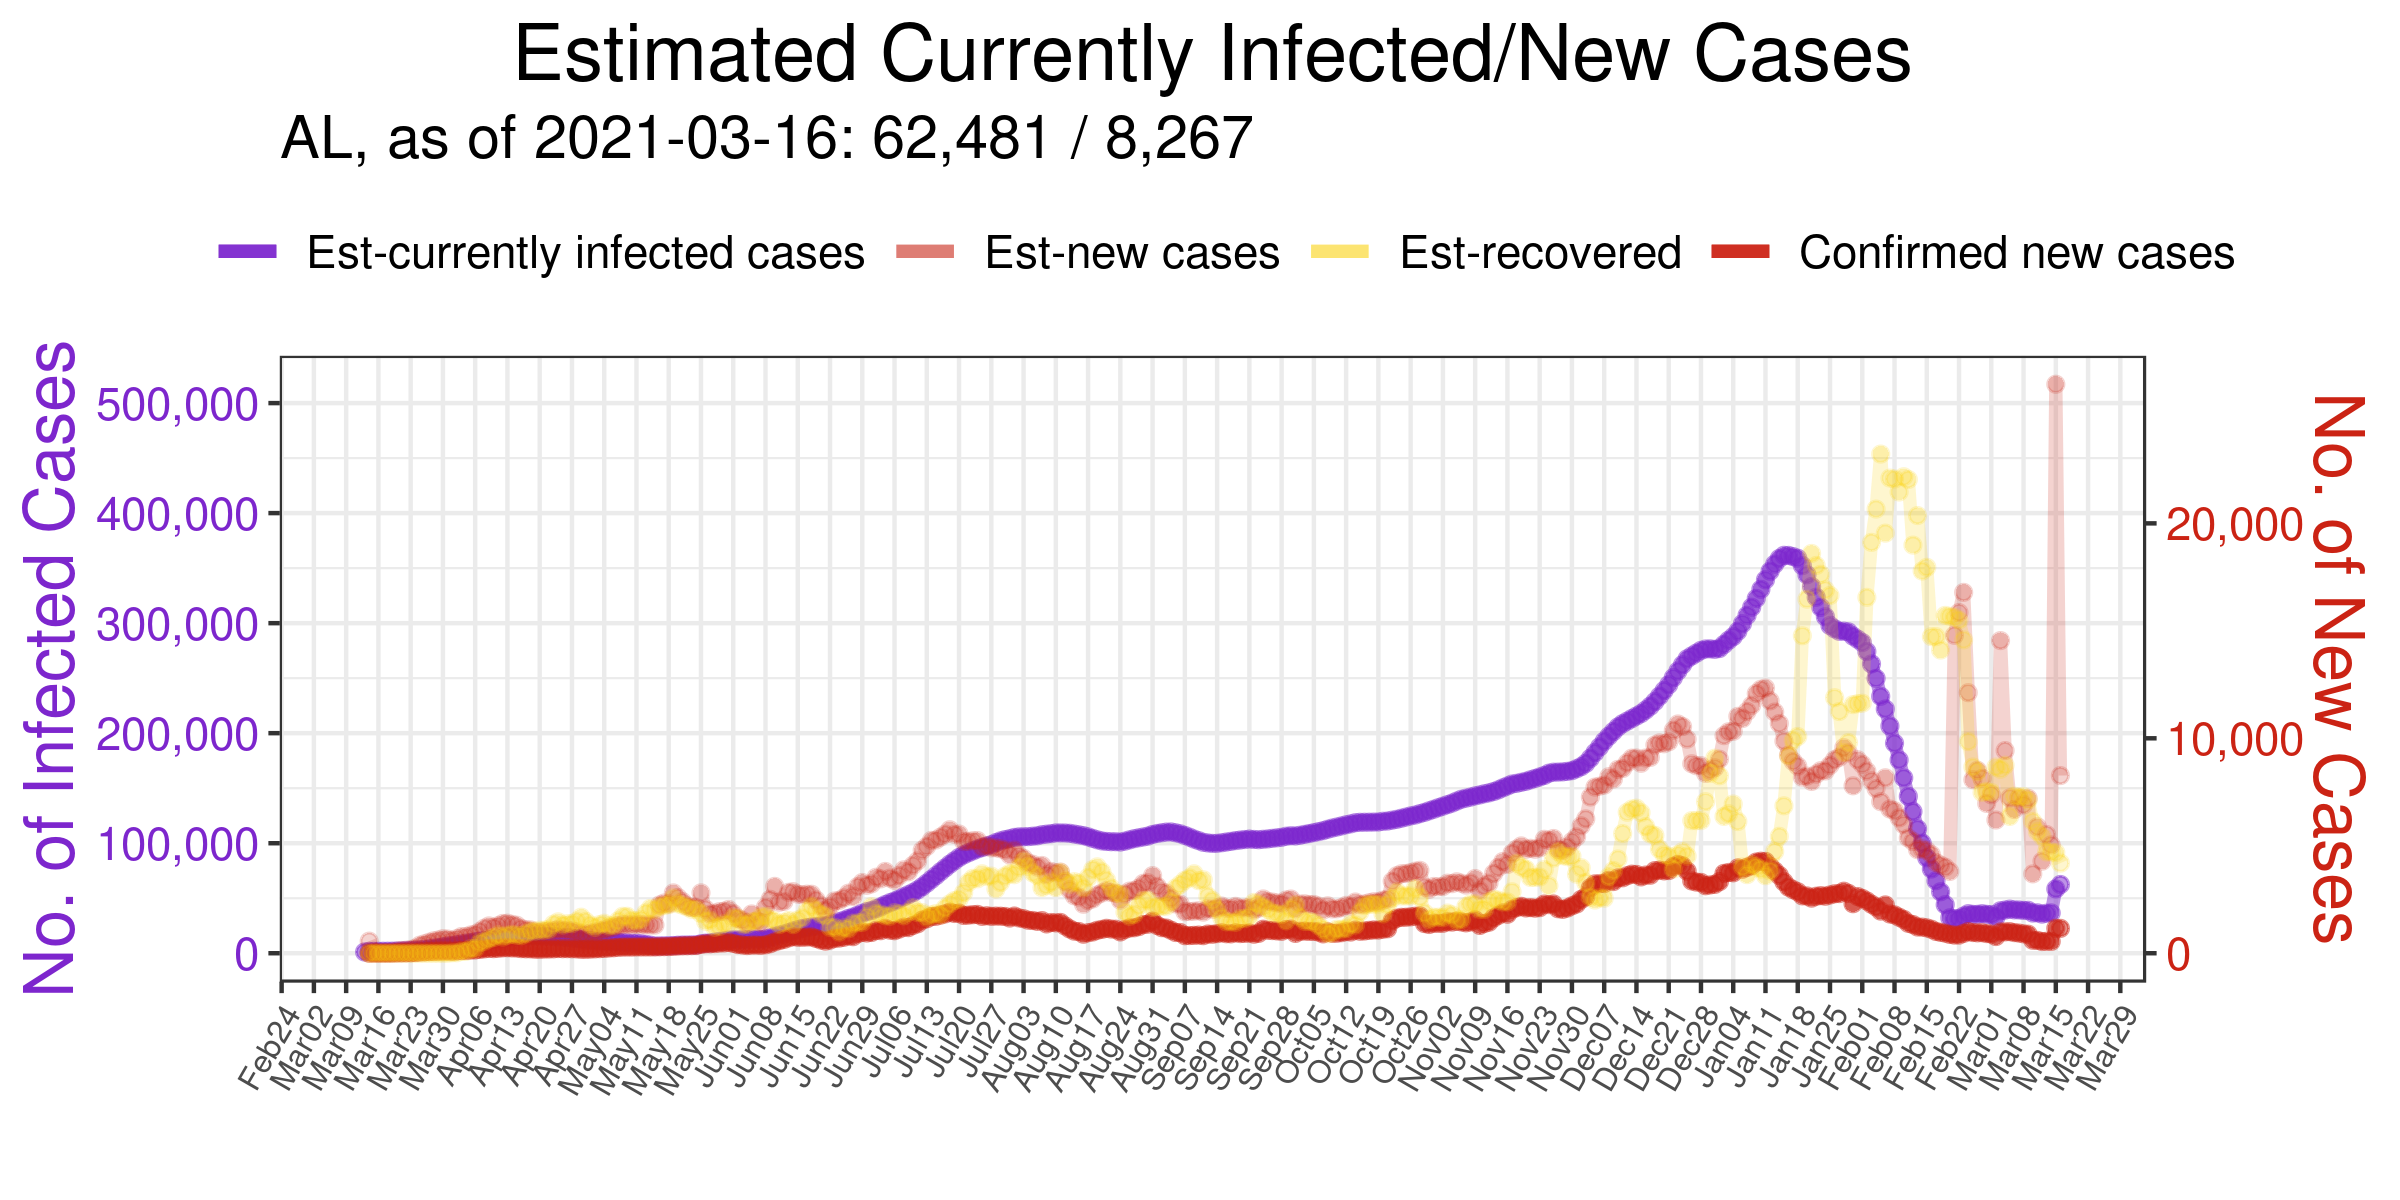 Estimated Currently Infected/New Cases
AL, as of 2021-03-16: 62,481 / 8,267
Est-currently infected cases Est-new cases Est-recovered Confirmed new cases
No. of Infected Cases
500,000
400,000
300,000
200,000
100,000
0
20,000
10,000
0
No. of New Cases
Feb24 Mar02 Mar09 Mar16 Mar23 Mar30 Apr06 Apr13 Apr20 Apr27 May04 May11 May18 May25 Jun01 Jun08 Jun15 Jun22 Jun29 Jul06 Jul13 Jul20 Jul27 Aug03 Aug10 Aug17 Aug24 Aug31 Sep07 Sep14 Sep21 Sep28 Oct05 Oct12 Oct19 Oct26 Nov02 Nov09 Nov16 Nov23 Nov30 Dec07 Dec14 Dec21 Dec28 Jan04 Jan11 Jan18 Jan25 Feb01 Feb08 Feb15 Feb22 Mar01 Mar08 Mar15 Mar22 Mar29